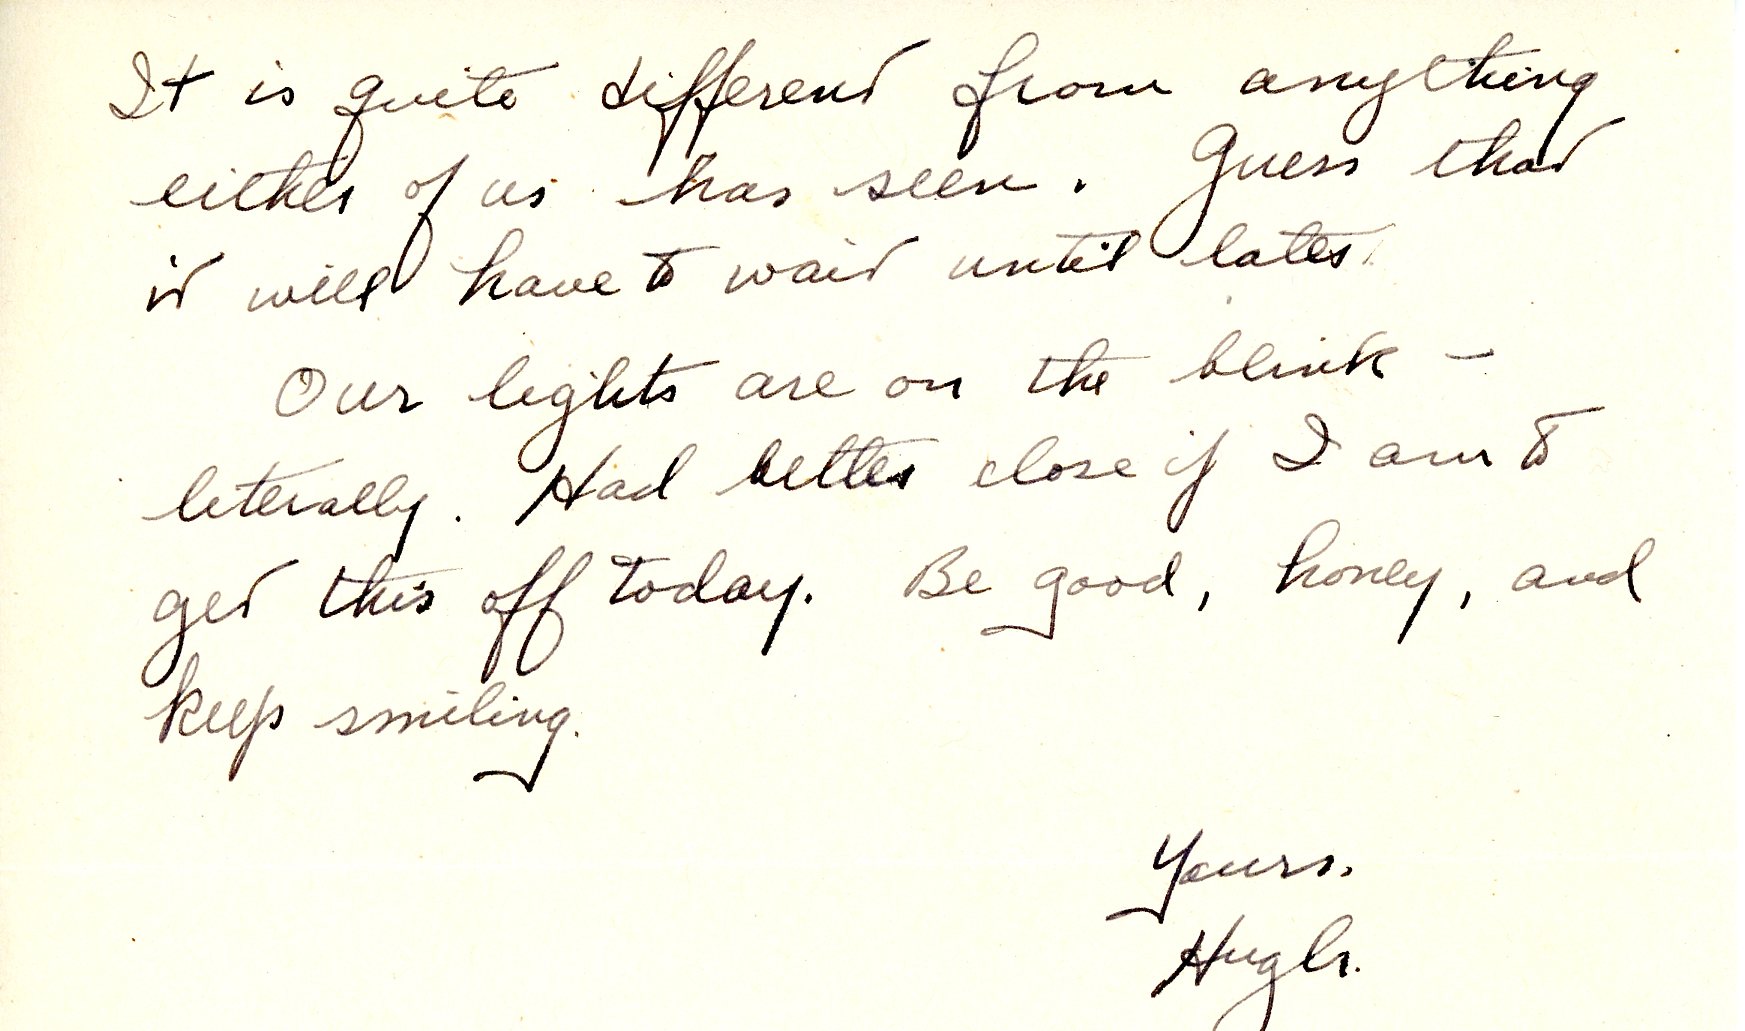 It is quite different from anything
either of us has seen. Guess that
it will have to wait until later.
Our lights are on the blink –
literally. Had better close if I am to
get this off today. Be good, honey, and
keep smiling.
Yours.
Hugh.